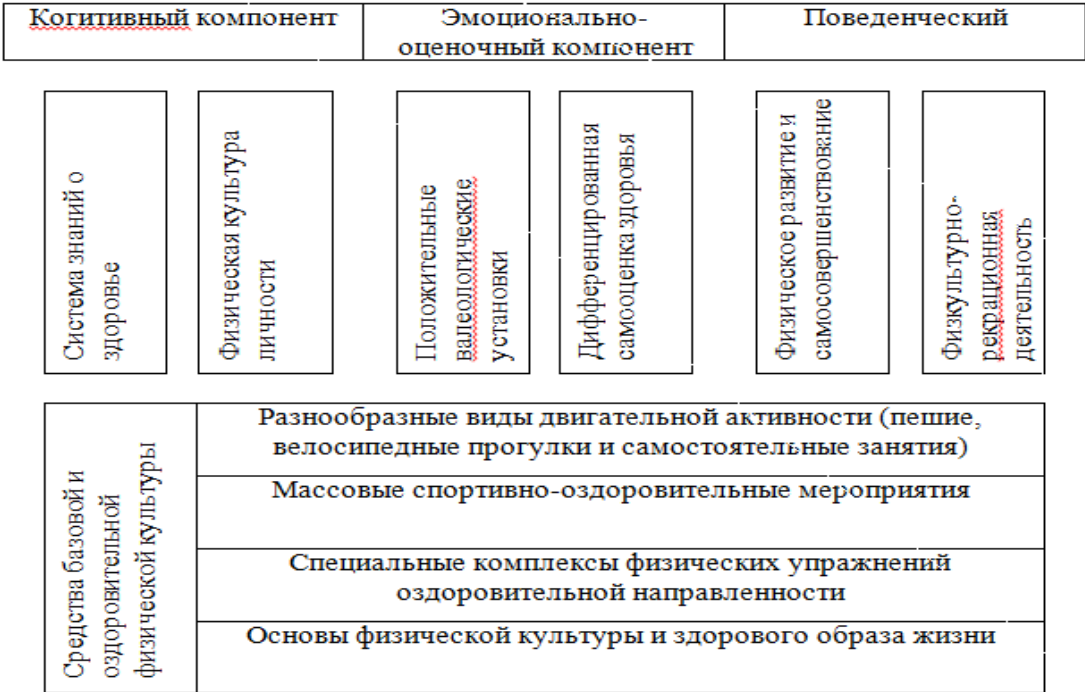 Когитивный компонент
Эмоционально-
оценочный компонент
Поведенческий
Система знаний о
здоровье
Физическая культура
личности
Положительные
валеологические
установки
Дифференцированная
самооценка здоровья
Физическое развитие и
самосовершенствование
Физкультурно-
рекрационная
деятельность
Средства базовой и
оздоровительной
физической культуры
Разнообразные виды двигательной активности (пешие,
велосипедные прогулки и самостоятельные занятия)
Массовые спортивно-оздоровительные мероприятия
Специальные комплексы физических упражнений
оздоровительной направленности
Основы физической культуры и здорового образа жизни